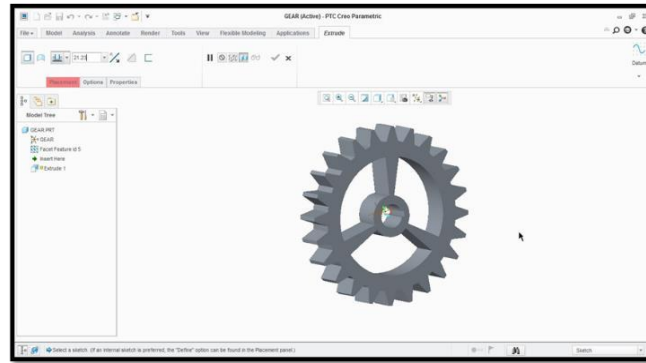 GEAR (Active) - PTC Creo Parametric
File Model Analysis Annotate Render Tools View Flexible Modeling Applications Extrude
Datum
Placement Options Properties
Model Tree
GEAR.PRT
GEAR
Facet Feature id 5
Insert Here
Extrude 1
Select a sketch. (If an internal sketch is preferred, the "Define" option can be found in the Placement panel.)
Sketch